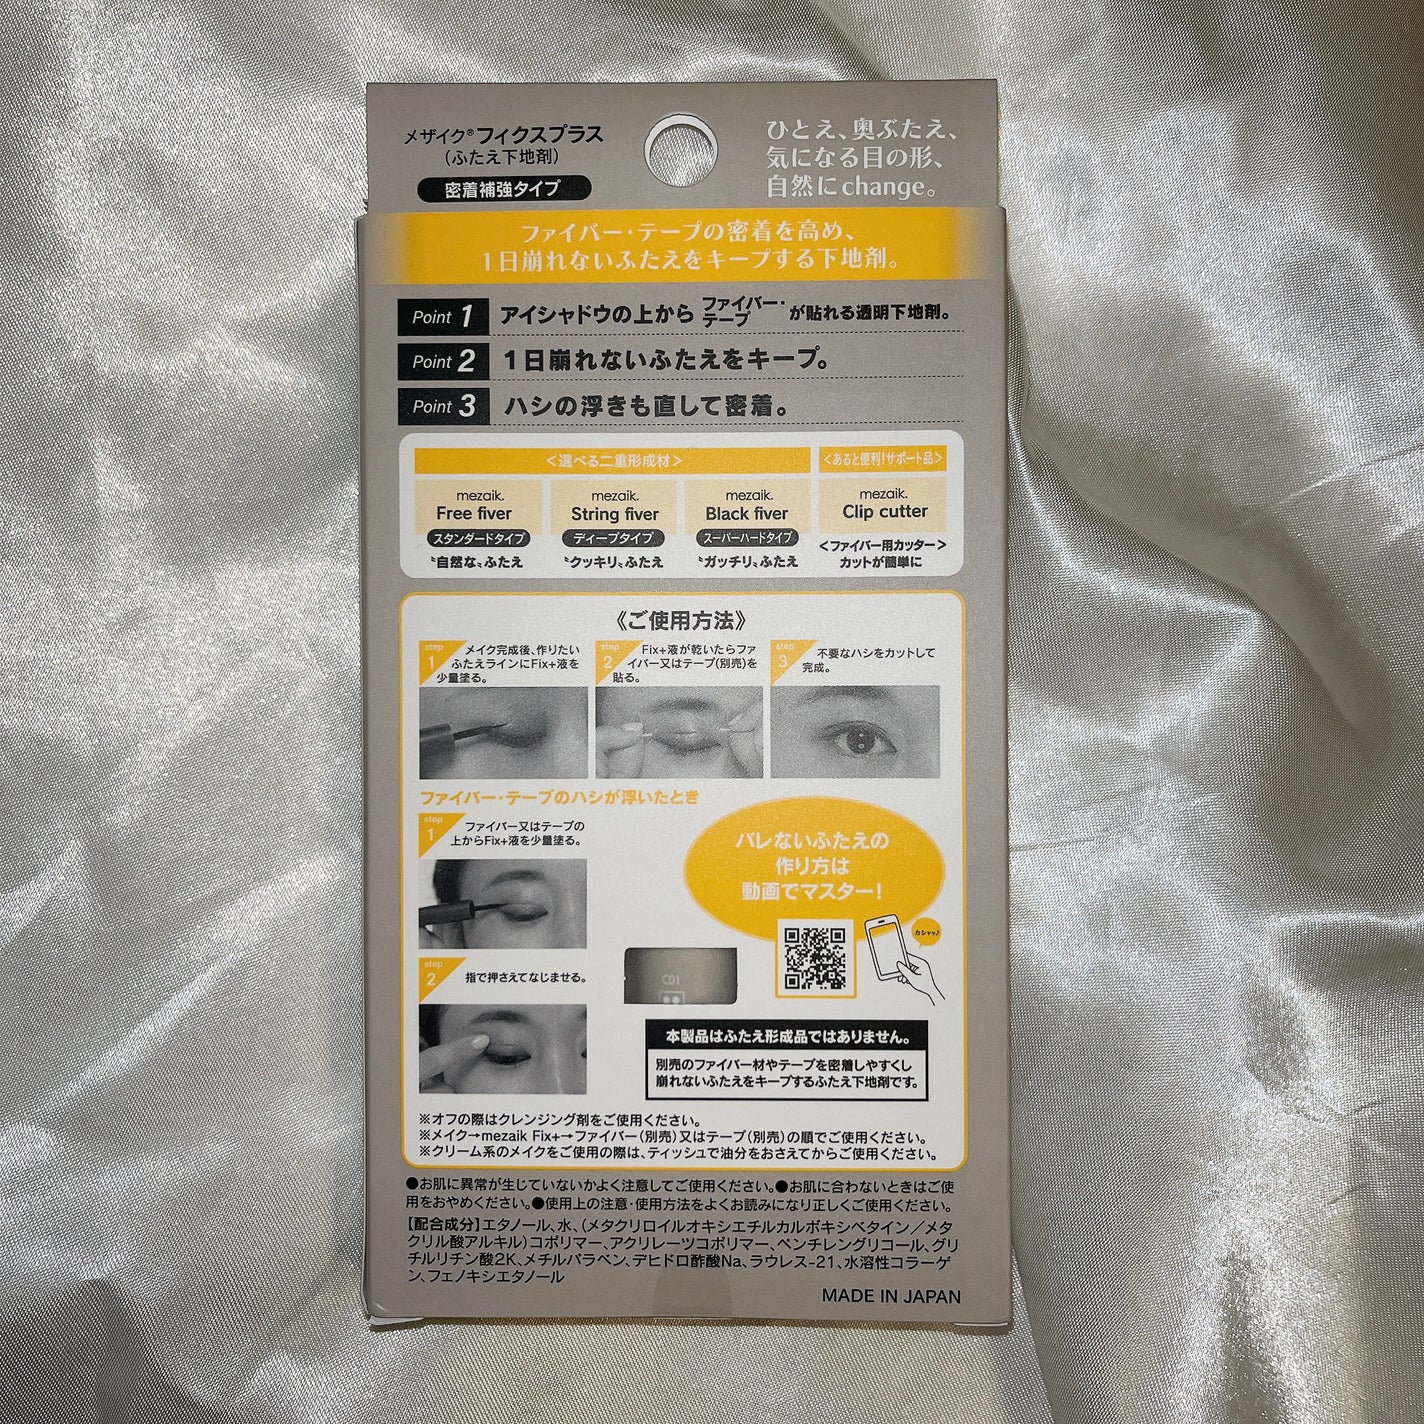 メザイク®フィクスプラス
（ふたえ下地剤）
密着補強タイプ
ひとえ、奥ぶたえ、
気になる目の形、
自然にchange。
ファイバー・テープの密着を高め、
1日崩れないふたえをキープする下地剤。
Point 1 アイシャドウの上から ファイバー・テープ が貼れる透明下地剤。
Point 2 1日崩れないふたえをキープ。
Point 3 ハシの浮きも直して密着。
＜選べる二重形成材＞
＜あると便利！サポート品＞
mezaik.
Free fiver
スタンダードタイプ
〝自然な〟ふたえ
mezaik.
String fiver
ディープタイプ
〝クッキリ〟ふたえ
mezaik.
Black fiver
スーパーハードタイプ
〝ガッチリ〟ふたえ
mezaik.
Clip cutter
＜ファイバー用カッター＞
カットが簡単に
《ご使用方法》
step 1 メイク完成後、作りたい
ふたえラインにFix+液を
少量塗る。
step 2 Fix+液が乾いたらファ
イバー又はテープ(別売)を
貼る。
step 3 不要なハシをカットして
完成。
ファイバー・テープのハシが浮いたとき
step 1 ファイバー又はテープの
上からFix+液を少量塗る。
step 2 指で押さえてなじませる。
バレないふたえの
作り方は
動画でマスター！
カシャッ♪
C01
本製品はふたえ形成品ではありません。
別売のファイバー材やテープを密着しやすくし
崩れないふたえをキープするふたえ下地剤です。
※オフの際はクレンジング剤をご使用ください。
※メイク→mezaik Fix+→ファイバー(別売)又はテープ(別売)の順でご使用ください。
※クリーム系のメイクをご使用の際は、ティッシュで油分をおさえてからご使用ください。
●お肌に異常が生じていないかよく注意してご使用ください。●お肌に合わないときはご使
用をおやめください。●使用上の注意・使用方法をよくお読みになり正しくご使用ください。
【配合成分】エタノール、水、(メタクリロイルオキシエチルカルボキシベタイン／メタ
クリル酸アルキル)コポリマー、アクリレーツコポリマー、ペンチレングリコール、グリ
チルリチン酸2K、メチルパラベン、デヒドロ酢酸Na、ラウレス-21、水溶性コラーゲ
ン、フェノキシエタノール
MADE IN JAPAN